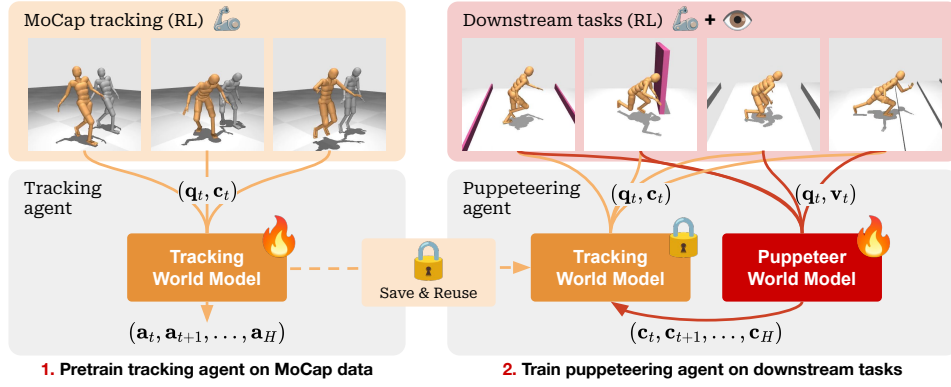 MoCap tracking (RL)
Tracking
agent
(q_t, c_t)
Tracking
World Model
(a_t, a_{t+1}, . . . , a_H)
1. Pretrain tracking agent on MoCap data
Save & Reuse
Downstream tasks (RL) +
Puppeteering
agent
(q_t, c_t)
(q_t, v_t)
Tracking
World Model
Puppeteer
World Model
(c_t, c_{t+1}, . . . , c_H)
2. Train puppeteering agent on downstream tasks